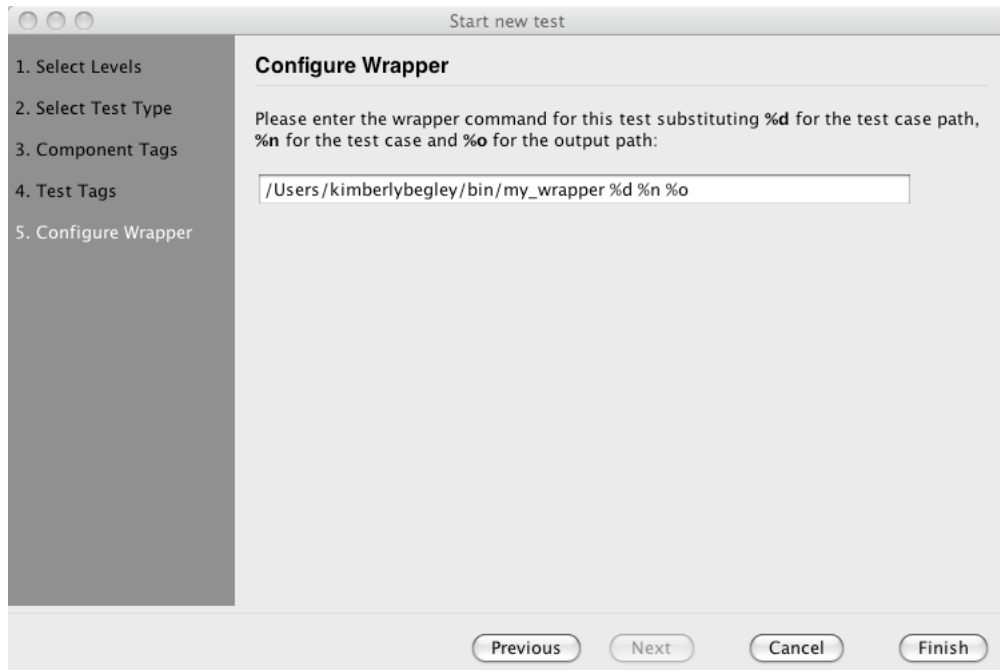 Start new test
1. Select Levels
2. Select Test Type
3. Component Tags
4. Test Tags
5. Configure Wrapper
Configure Wrapper
Please enter the wrapper command for this test substituting %d for the test case path,
%n for the test case and %o for the output path:
/Users/kimberlybegley/bin/my_wrapper %d %n %o
Previous
Next
Cancel
Finish